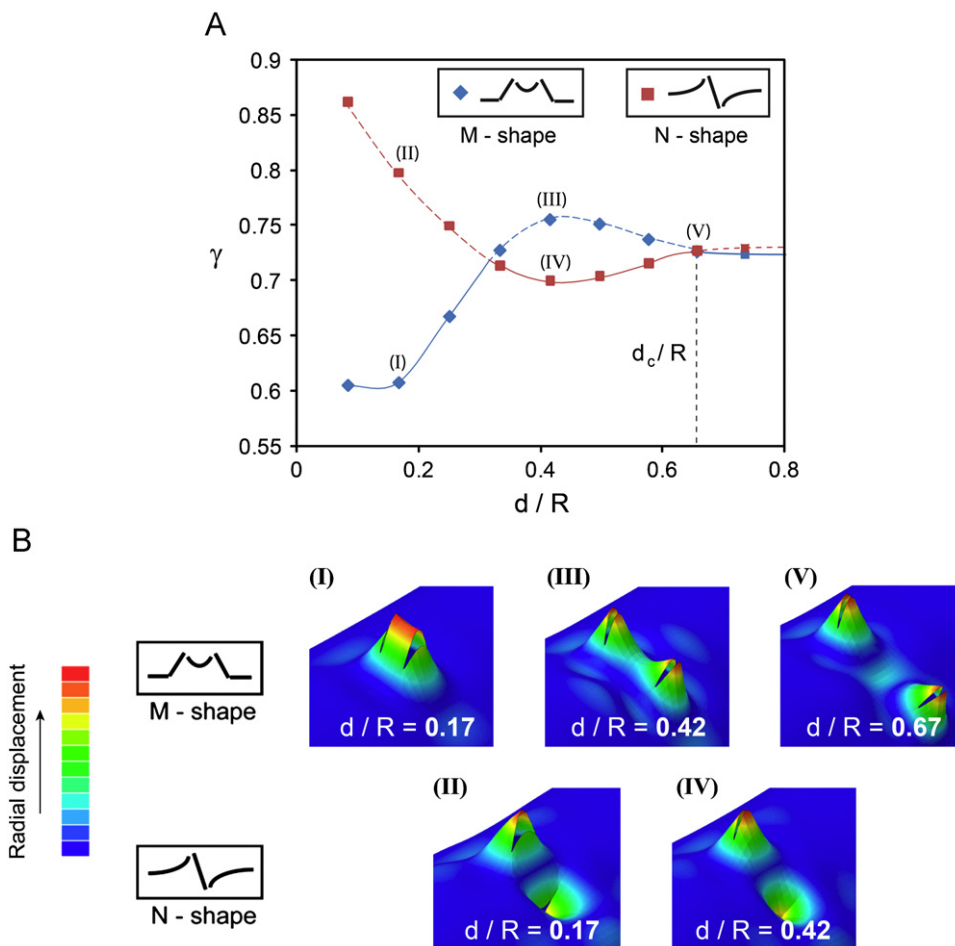 A
0.9
0.85
0.8
0.75
0.7
0.65
0.6
0.55
γ
M - shape
N - shape
(II)
(III)
(V)
(IV)
(I)
d_c / R
0
0.2
0.4
0.6
0.8
d / R
B
Radial displacement
M - shape
N - shape
(I)
d / R = 0.17
(III)
d / R = 0.42
(V)
d / R = 0.67
(II)
d / R = 0.17
(IV)
d / R = 0.42